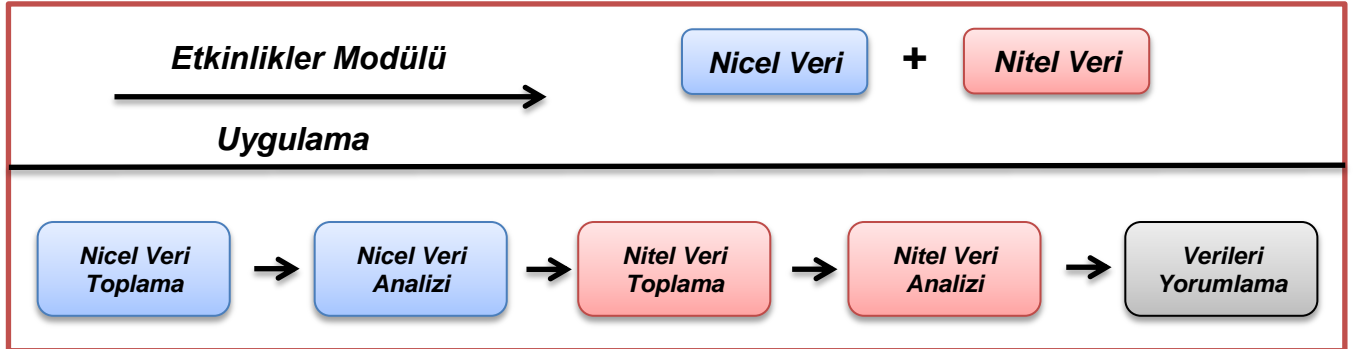 Etkinlikler Modülü
Uygulama
Nicel Veri + Nitel Veri
Nicel Veri
Toplama
Nicel Veri
Analizi
Nitel Veri
Toplama
Nitel Veri
Analizi
Verileri
Yorumlama